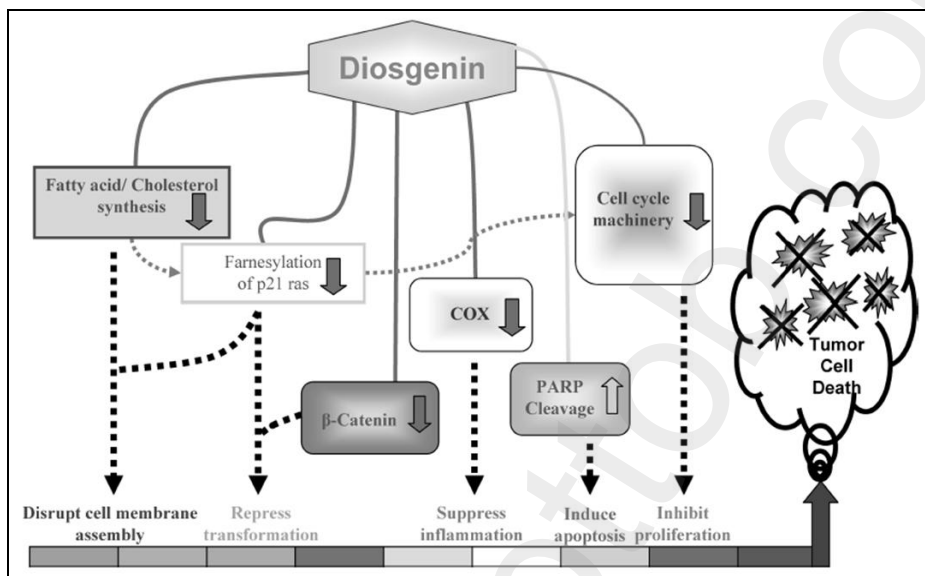 Diosgenin
Fatty acid/ Cholesterol
synthesis
Cell cycle
machinery
Farnesylation
of p21 ras
COX
PARP
Cleavage
β-Catenin
Tumor
Cell
Death
Disrupt cell membrane
assembly
Repress
transformation
Suppress
inflammation
Induce
apoptosis
Inhibit
proliferation